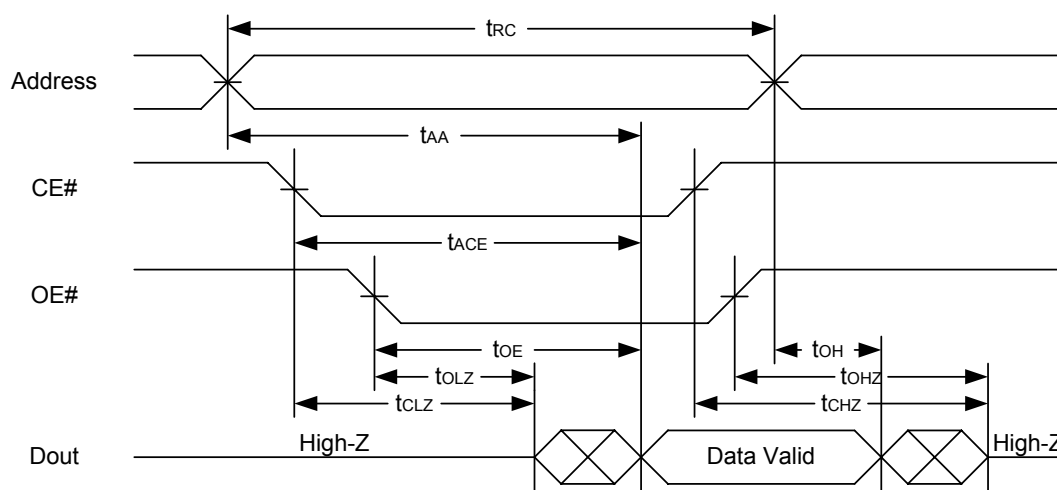 tRC
Address
tAA
CE#
tACE
OE#
tOE
tOH
tOLZ
tOHZ
tCLZ
tCHZ
High-Z
High-Z
Dout
Data Valid